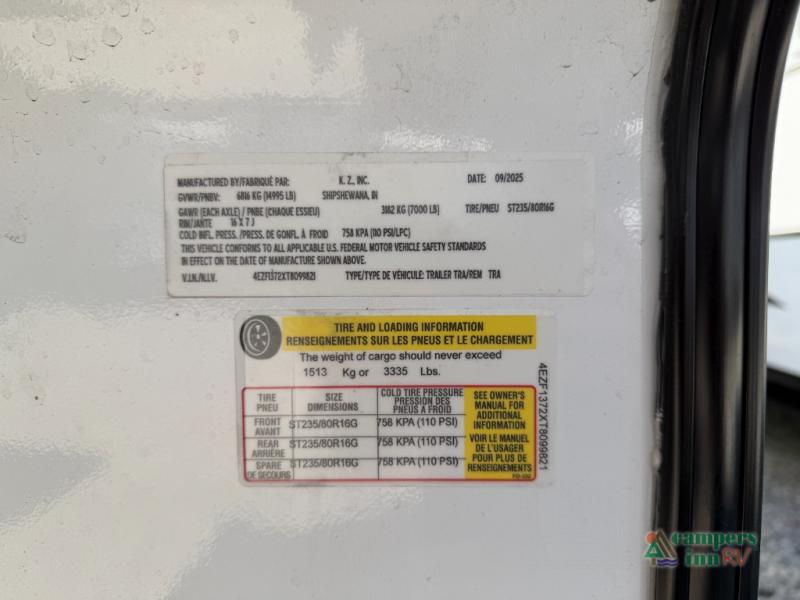 MANUFACTURED BY/FABRIQUÉ PAR: K. Z., INC. DATE: 09/2025
GVWR/PNBV: 6816 KG (14995 LB) SHIPSHEWANA, IN
GAWR (EACH AXLE) / PNBE (CHAQUE ESSIEU) 3182 KG (7000 LB) TIRE/PNEU ST235/80R16G
RIM/JANTE 16 X 7 J
COLD INFL. PRESS./PRESS. DE GONFL. À FROID 758 KPA (110 PSI/LPC)
THIS VEHICLE CONFORMS TO ALL APPLICABLE U.S. FEDERAL MOTOR VEHICLE SAFETY STANDARDS
IN EFFECT ON THE DATE OF MANUFACTURE SHOWN ABOVE.
V.I.N./N.I.V. 4EZF1372XT8099821 TYPE/TYPE DE VÉHICULE: TRAILER TRA/REM TRA
TIRE AND LOADING INFORMATION
RENSEIGNEMENTS SUR LES PNEUS ET LE CHARGEMENT
The weight of cargo should never exceed
1513 Kg or 3335 Lbs.
TIRE
PNEU
SIZE
DIMENSIONS
COLD TIRE PRESSURE
PRESSION DES
PNEUS A FROID
FRONT
AVANT
ST235/80R16G
758 KPA (110 PSI)
REAR
ARRIÈRE
ST235/80R16G
758 KPA (110 PSI)
SPARE
DE SECOURS
ST235/80R16G
758 KPA (110 PSI)
SEE OWNER'S
MANUAL FOR
ADDITIONAL
INFORMATION
VOIR LE MANUEL
DE L'USAGER
POUR PLUS DE
RENSEIGNEMENTS
4EZF1372XT8099821
campers
inn RV